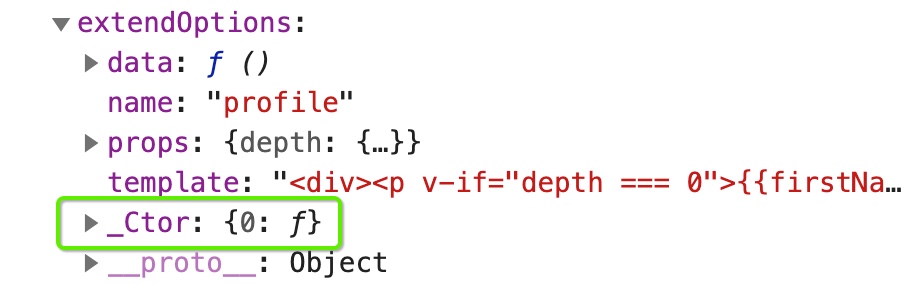 ▼extendOptions:
▶data: ƒ ()
name: "profile"
▶props: {depth: {…}}
template: "<div><p v-if="depth === 0">{{firstNa…
▶_Ctor: {0: ƒ}
▶__proto__: Object